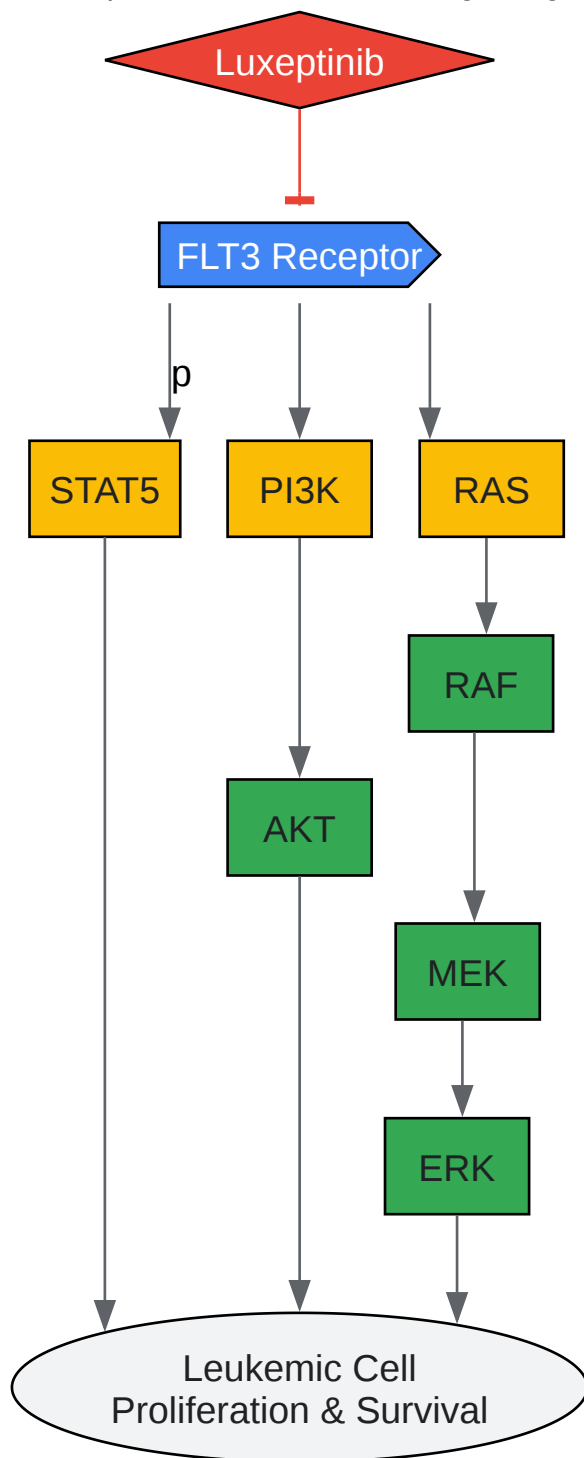 Luxeptinib
FLT3 Receptor
p
STAT5
PI3K
RAS
RAF
AKT
MEK
ERK
Leukemic Cell
Proliferation & Survival